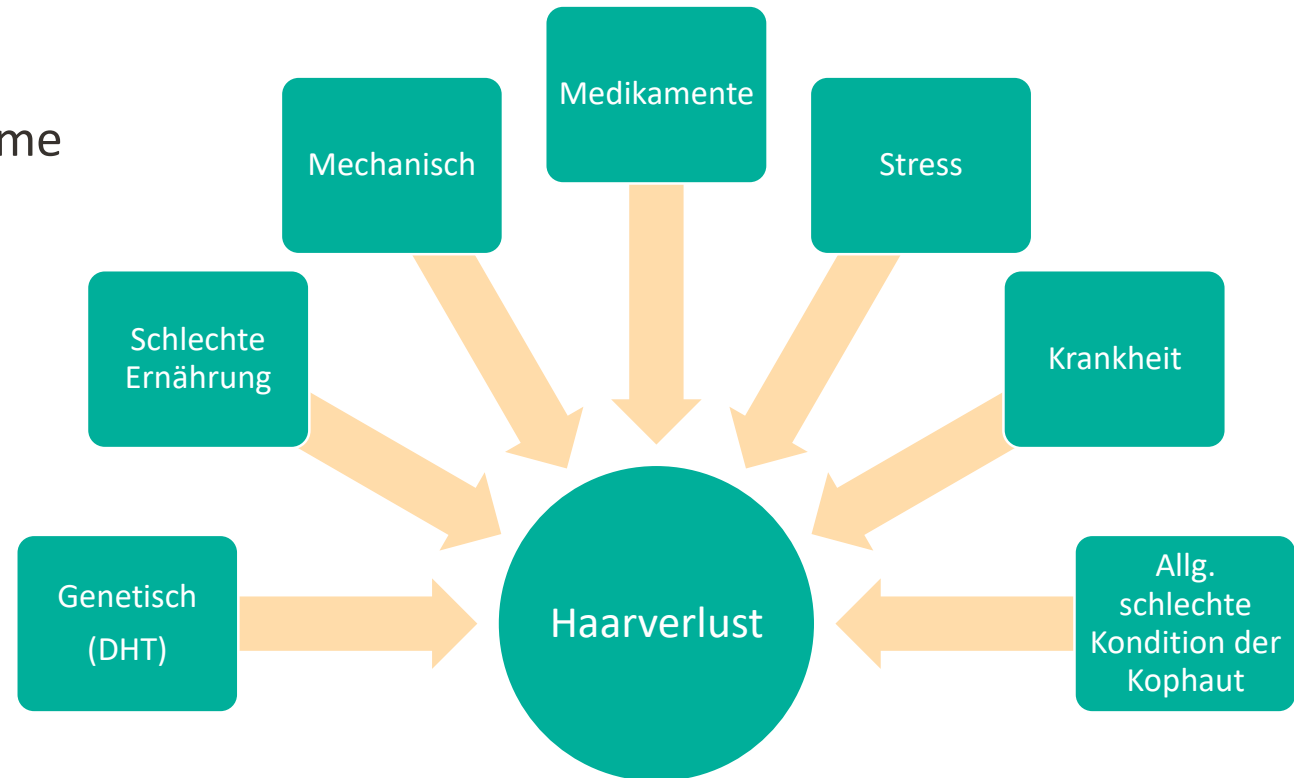 me
Medikamente
Mechanisch
Stress
Schlechte
Ernährung
Krankheit
Genetisch
(DHT)
Haarverlust
Allg.
schlechte
Kondition der
Kophaut